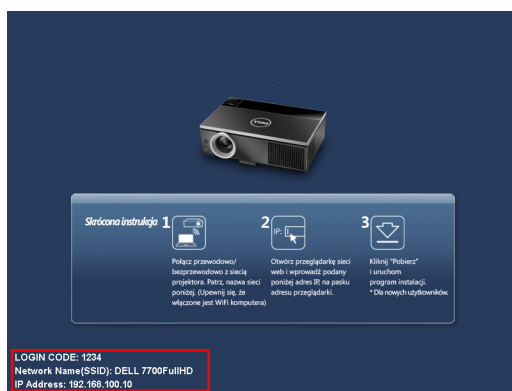 DELL
Skrócona instrukcja 1 2 3
IP:
Połącz przewodowo/
bezprzewodowo z siecią
projektora. Patrz, nazwa sieci
poniżej. (Upewnij się, że
włączone jest WiFi komputera)
Otwórz przeglądarkę sieci
web i wprowadź podany
poniżej adres IP, na pasku
adresu przeglądarki.
Kliknij "Pobierz"
i uruchom
program instalacji.
* Dla nowych użytkowników.
LOGIN CODE: 1234
Network Name(SSID): DELL 7700FullHD
IP Address: 192.168.100.10